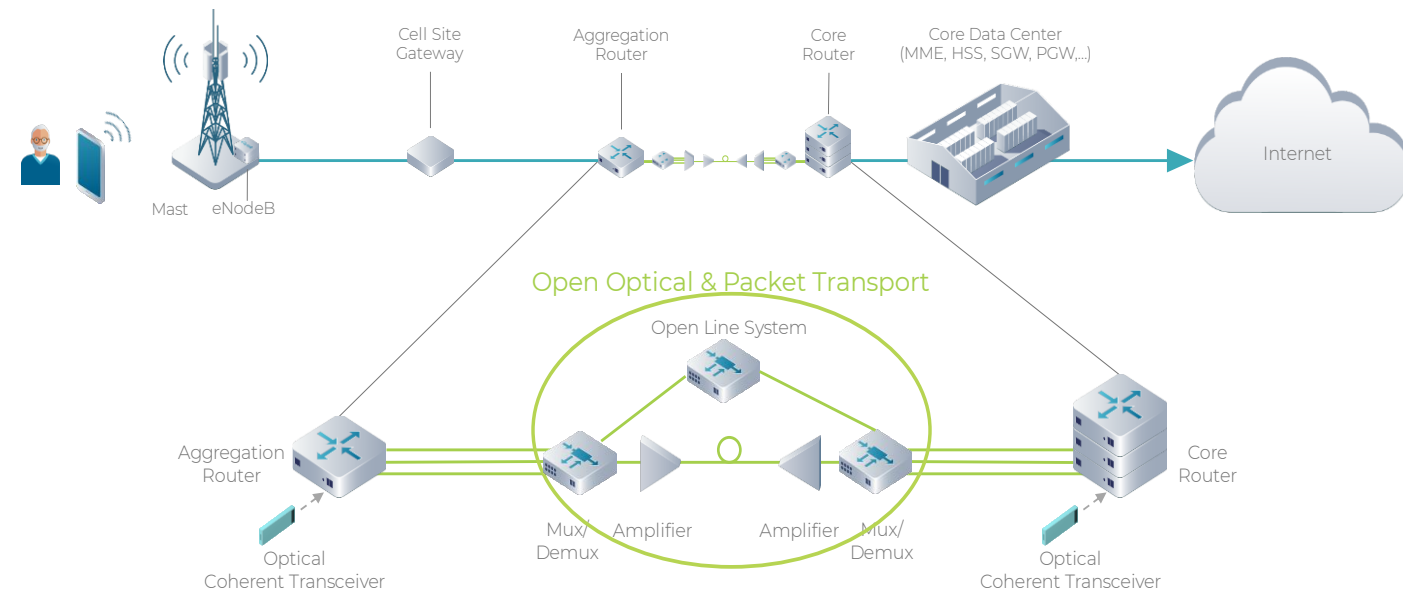 Cell Site
Gateway
Aggregation
Router
Core
Router
Core Data Center
(MME, HSS, SGW, PGW,...)
Internet
Mast
eNodeB
Open Optical & Packet Transport
Open Line System
Aggregation
Router
Core
Router
Mux/
Demux
Amplifier
Amplifier
Mux/
Demux
Optical
Coherent Transceiver
Optical
Coherent Transceiver